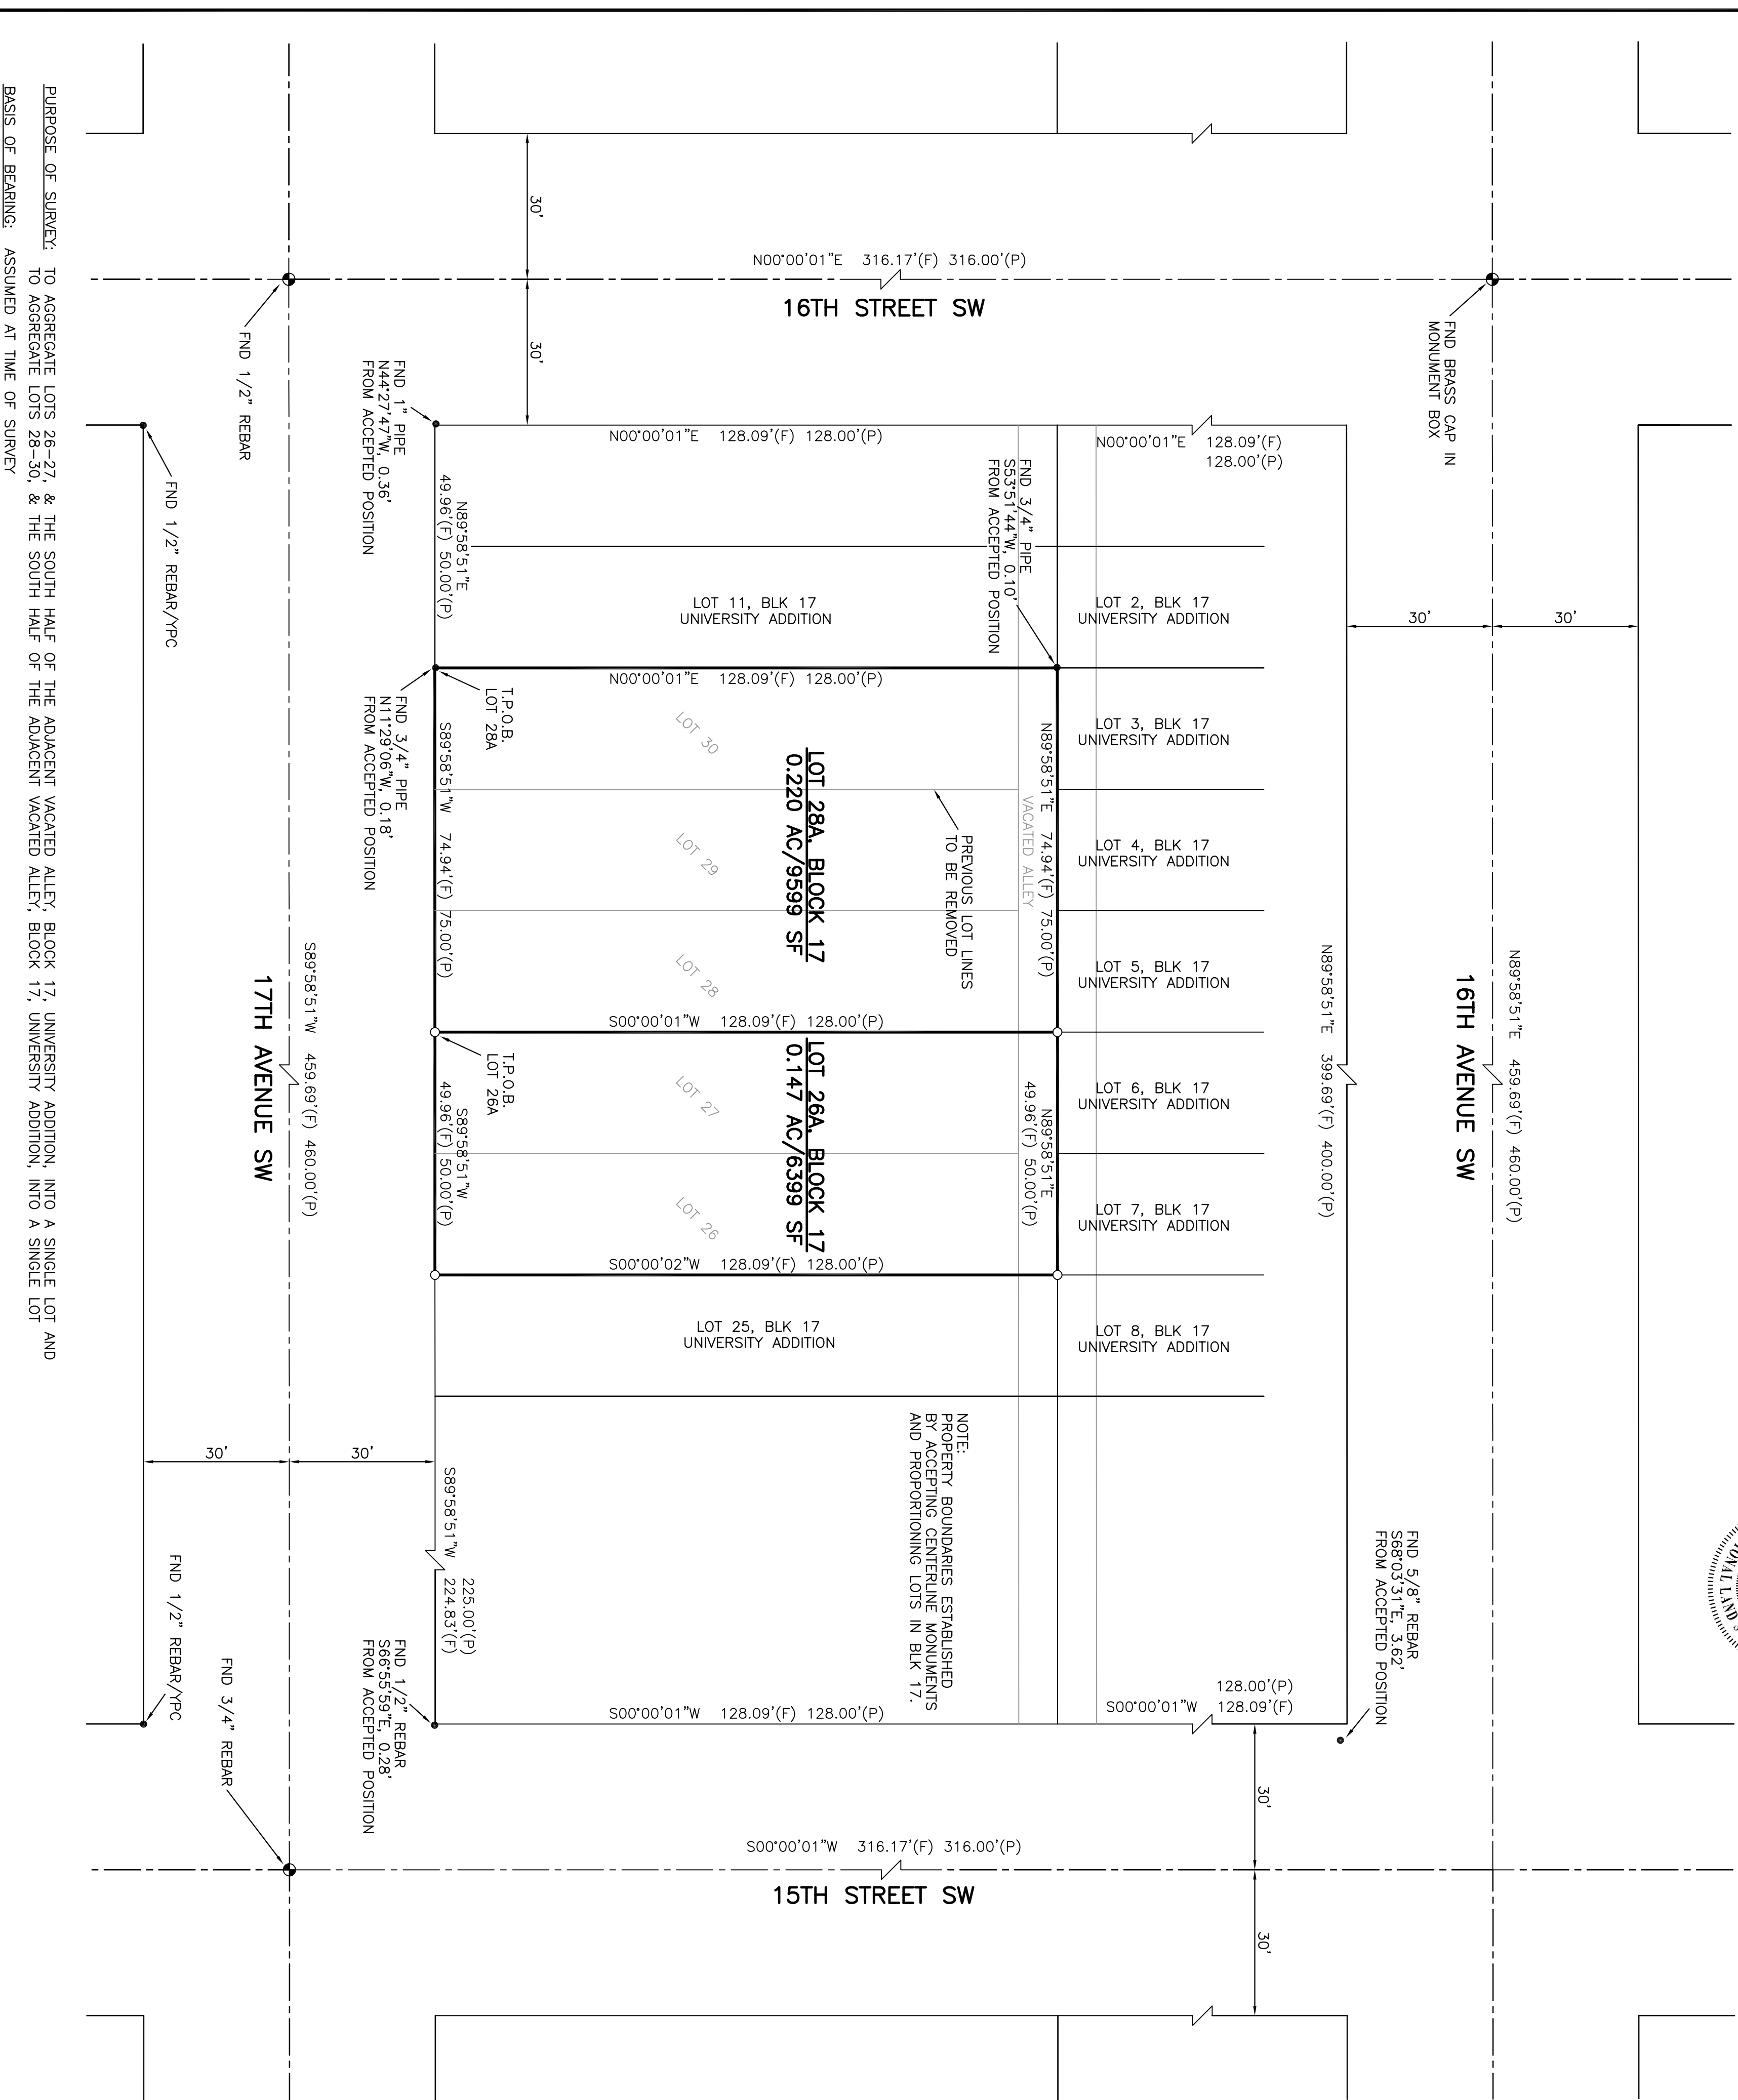 N00°00'01"E 316.17'(F) 316.00'(P)
16TH STREET SW
30'
30'
FND BRASS CAP IN
MONUMENT BOX
FND 1/2" REBAR
FND 1" PIPE
N44°27'47"W, 0.36'
FROM ACCEPTED POSITION
FND 1/2" REBAR/YPC
N00°00'01"E 128.09'(F) 128.00'(P)
N00°00'01"E 128.09'(F)
128.00'(P)
FND 3/4" PIPE
S53°51'44"W, 0.10'
FROM ACCEPTED POSITION
N89°58'51"E
49.96'(F) 50.00'(P)
LOT 11, BLK 17
UNIVERSITY ADDITION
LOT 2, BLK 17
UNIVERSITY ADDITION
30'
30'
N00°00'01"E 128.09'(F) 128.00'(P)
T.P.O.B.
LOT 28A
FND 3/4" PIPE
N11°29'06"W, 0.18'
FROM ACCEPTED POSITION
LOT 30
LOT 29
LOT 28
LOT 28A, BLOCK 17
0.220 AC/9599 SF
S89°58'51"W 74.94'(F) 75.00'(P)
N89°58'51"E 74.94'(F) 75.00'(P)
VACATED ALLEY
PREVIOUS LOT LINES
TO BE REMOVED
LOT 3, BLK 17
UNIVERSITY ADDITION
LOT 4, BLK 17
UNIVERSITY ADDITION
LOT 5, BLK 17
UNIVERSITY ADDITION
S00°00'01"W 128.09'(F) 128.00'(P)
T.P.O.B.
LOT 26A
LOT 27
LOT 26
LOT 26A, BLOCK 17
0.147 AC/6399 SF
S89°58'51"W
49.96'(F) 50.00'(P)
N89°58'51"E
49.96'(F) 50.00'(P)
LOT 6, BLK 17
UNIVERSITY ADDITION
LOT 7, BLK 17
UNIVERSITY ADDITION
S00°00'02"W 128.09'(F) 128.00'(P)
LOT 25, BLK 17
UNIVERSITY ADDITION
LOT 8, BLK 17
UNIVERSITY ADDITION
N89°58'51"E 399.69'(F) 400.00'(P)
16TH AVENUE SW
N89°58'51"E 459.69'(F) 460.00'(P)
S89°58'51"W 459.69'(F) 460.00'(P)
17TH AVENUE SW
30'
30'
NOTE:
PROPERTY BOUNDARIES ESTABLISHED
BY ACCEPTING CENTERLINE MONUMENTS
AND PROPORTIONING LOTS IN BLK 17.
225.00'(P)
S89°58'51"W 224.83'(F)
FND 5/8" REBAR
S68°03'31"E, 3.62'
FROM ACCEPTED POSITION
FND 1/2" REBAR
S66°55'59"E, 0.28'
FROM ACCEPTED POSITION
FND 1/2" REBAR/YPC
FND 3/4" REBAR
S00°00'01"W 128.09'(F) 128.00'(P)
128.00'(P)
S00°00'01"W 128.09'(F)
30'
30'
S00°00'01"W 316.17'(F) 316.00'(P)
15TH STREET SW
PURPOSE OF SURVEY: TO AGGREGATE LOTS 26-27, & THE SOUTH HALF OF THE ADJACENT VACATED ALLEY, BLOCK 17, UNIVERSITY ADDITION, INTO A SINGLE LOT AND
TO AGGREGATE LOTS 28-30, & THE SOUTH HALF OF THE ADJACENT VACATED ALLEY, BLOCK 17, UNIVERSITY ADDITION, INTO A SINGLE LOT
BASIS OF BEARING: ASSUMED AT TIME OF SURVEY
LAND